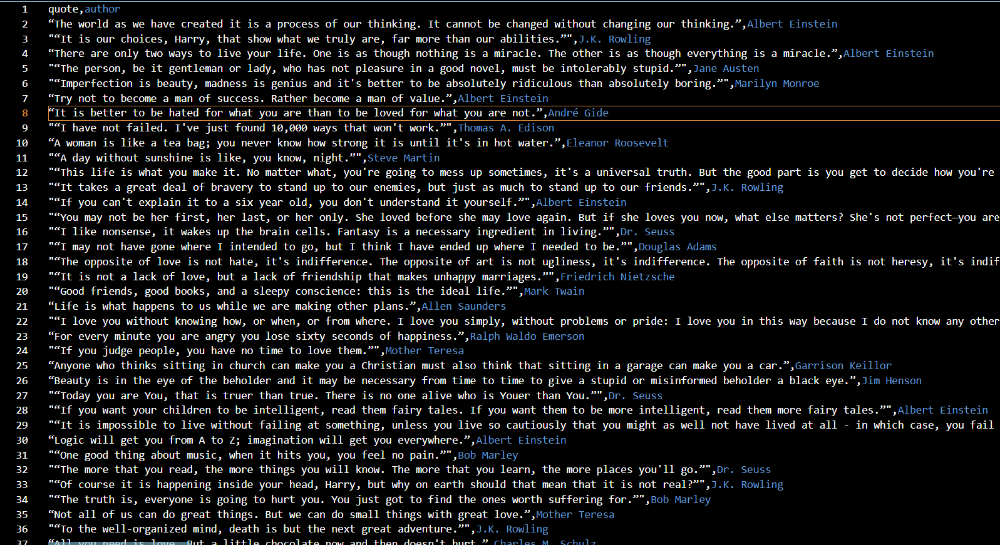 1 quote,author
2 “The world as we have created it is a process of our thinking. It cannot be changed without changing our thinking.”,Albert Einstein
3 "“It is our choices, Harry, that show what we truly are, far more than our abilities.”",J.K. Rowling
4 “There are only two ways to live your life. One is as though nothing is a miracle. The other is as though everything is a miracle.”,Albert Einstein
5 "“The person, be it gentleman or lady, who has not pleasure in a good novel, must be intolerably stupid.”",Jane Austen
6 "“Imperfection is beauty, madness is genius and it's better to be absolutely ridiculous than absolutely boring.”",Marilyn Monroe
7 “Try not to become a man of success. Rather become a man of value.”,Albert Einstein
8 “It is better to be hated for what you are than to be loved for what you are not.”,André Gide
9 "“I have not failed. I've just found 10,000 ways that won't work.”",Thomas A. Edison
10 “A woman is like a tea bag; you never know how strong it is until it's in hot water.”,Eleanor Roosevelt
11 "“A day without sunshine is like, you know, night.”",Steve Martin
12 "“This life is what you make it. No matter what, you're going to mess up sometimes, it's a universal truth. But the good part is you get to decide how you're
13 "“It takes a great deal of bravery to stand up to our enemies, but just as much to stand up to our friends.”",J.K. Rowling
14 "“If you can't explain it to a six year old, you don't understand it yourself.”",Albert Einstein
15 "“You may not be her first, her last, or her only. She loved before she may love again. But if she loves you now, what else matters? She's not perfect—you are
16 "“I like nonsense, it wakes up the brain cells. Fantasy is a necessary ingredient in living.”",Dr. Seuss
17 "“I may not have gone where I intended to go, but I think I have ended up where I needed to be.”",Douglas Adams
18 "“The opposite of love is not hate, it's indifference. The opposite of art is not ugliness, it's indifference. The opposite of faith is not heresy, it's indif
19 "“It is not a lack of love, but a lack of friendship that makes unhappy marriages.”",Friedrich Nietzsche
20 "“Good friends, good books, and a sleepy conscience: this is the ideal life.”",Mark Twain
21 “Life is what happens to us while we are making other plans.”,Allen Saunders
22 "“I love you without knowing how, or when, or from where. I love you simply, without problems or pride: I love you in this way because I do not know any other
23 “For every minute you are angry you lose sixty seconds of happiness.”,Ralph Waldo Emerson
24 "“If you judge people, you have no time to love them.”",Mother Teresa
25 “Anyone who thinks sitting in church can make you a Christian must also think that sitting in a garage can make you a car.”,Garrison Keillor
26 “Beauty is in the eye of the beholder and it may be necessary from time to time to give a stupid or misinformed beholder a black eye.”,Jim Henson
27 "“Today you are You, that is truer than true. There is no one alive who is Youer than You.”",Dr. Seuss
28 "“If you want your children to be intelligent, read them fairy tales. If you want them to be more intelligent, read them more fairy tales.”",Albert Einstein
29 "“It is impossible to live without failing at something, unless you live so cautiously that you might as well not have lived at all - in which case, you fail
30 “Logic will get you from A to Z; imagination will get you everywhere.”,Albert Einstein
31 "“One good thing about music, when it hits you, you feel no pain.”",Bob Marley
32 "“The more that you read, the more things you will know. The more that you learn, the more places you'll go.”",Dr. Seuss
33 "“Of course it is happening inside your head, Harry, but why on earth should that mean that it is not real?”",J.K. Rowling
34 "“The truth is, everyone is going to hurt you. You just got to find the ones worth suffering for.”",Bob Marley
35 “Not all of us can do great things. But we can do small things with great love.”,Mother Teresa
36 "“To the well-organized mind, death is but the next great adventure.”",J.K. Rowling
37 “All you need is love. But a little chocolate now and then doesn't hurt.”,Charles M. Schulz